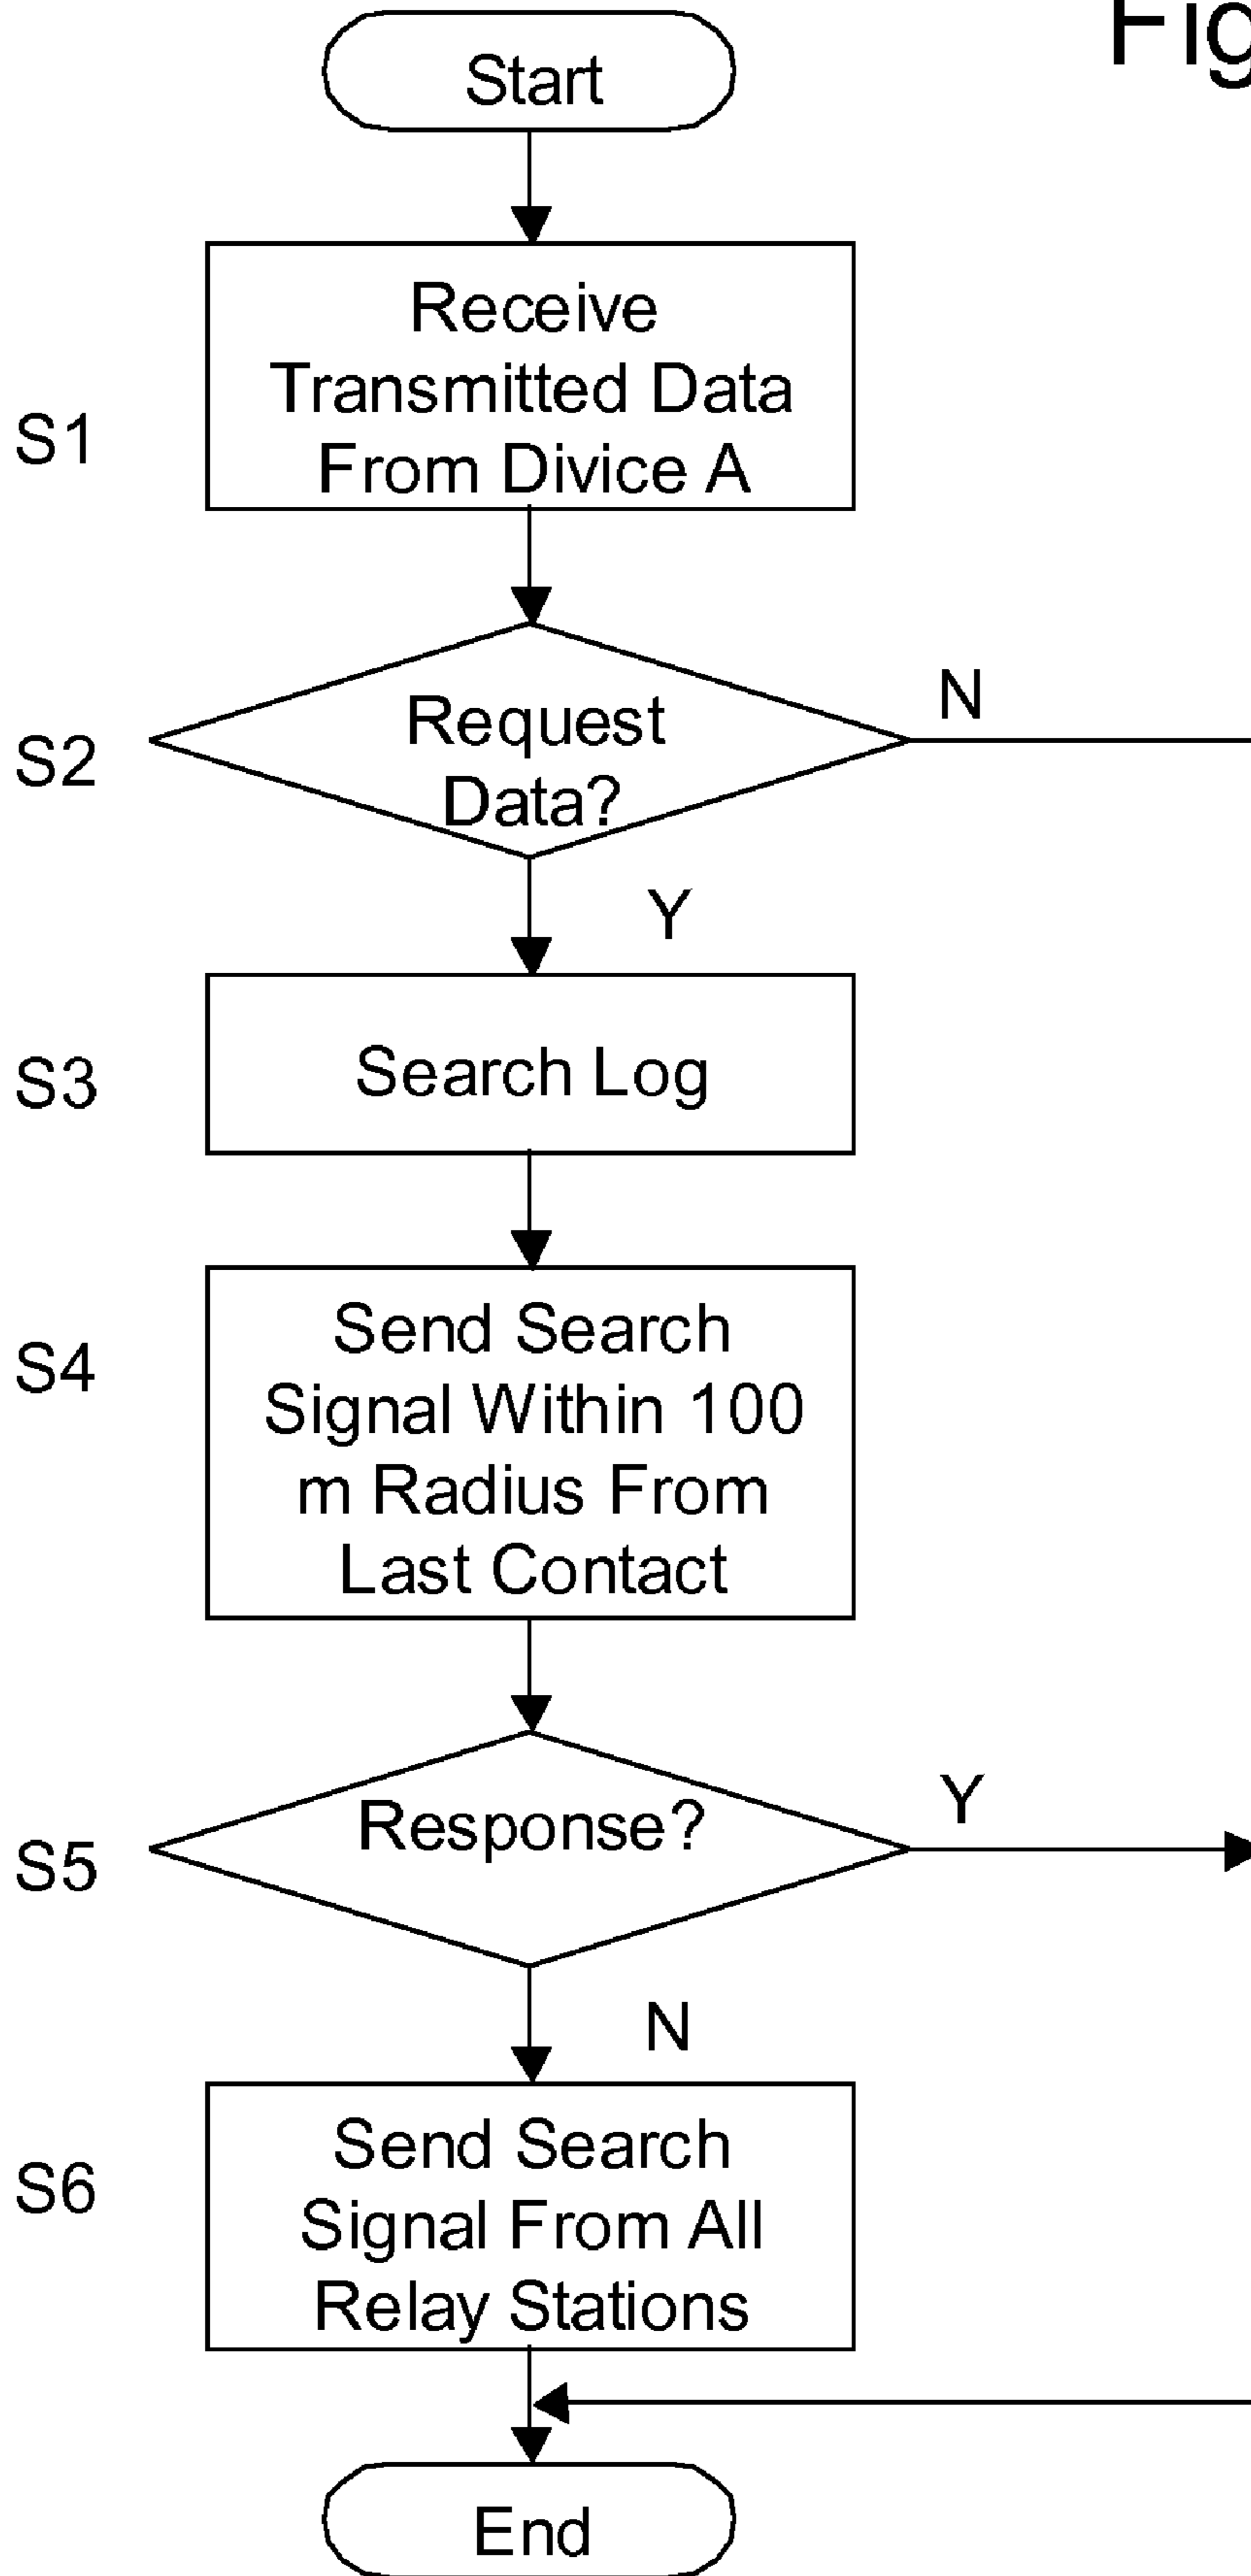 Fig
Start
Receive
Transmitted Data
From Divice A
S1
Request
Data?
N
S2
Y
Search Log
S3
Send Search
Signal Within 100
m Radius From
Last Contact
S4
Response?
Y
S5
N
Send Search
Signal From All
Relay Stations
S6
End